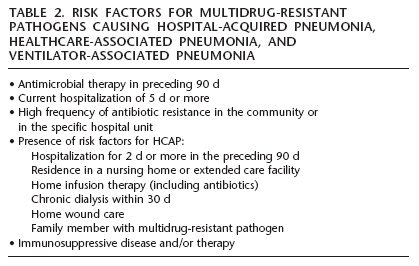 TABLE 2. RISK FACTORS FOR MULTIDRUG-RESISTANT
PATHOGENS CAUSING HOSPITAL-ACQUIRED PNEUMONIA,
HEALTHCARE-ASSOCIATED PNEUMONIA, AND
VENTILATOR-ASSOCIATED PNEUMONIA
• Antimicrobial therapy in preceding 90 d
• Current hospitalization of 5 d or more
• High frequency of antibiotic resistance in the community or
in the specific hospital unit
• Presence of risk factors for HCAP:
Hospitalization for 2 d or more in the preceding 90 d
Residence in a nursing home or extended care facility
Home infusion therapy (including antibiotics)
Chronic dialysis within 30 d
Home wound care
Family member with multidrug-resistant pathogen
• Immunosuppressive disease and/or therapy